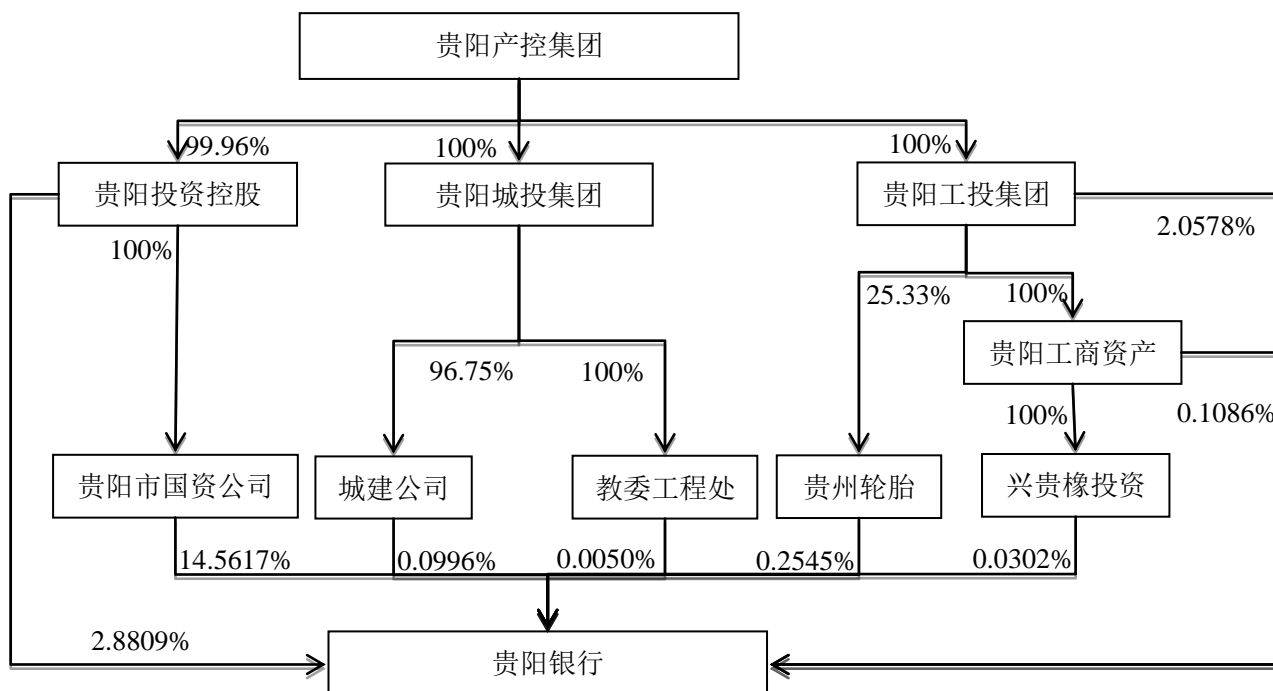 贵阳产控集团
99.96%
100%
100%
贵阳投资控股
贵阳城投集团
贵阳工投集团
2.0578%
100%
25.33%
100%
贵阳工商资产
96.75%
100%
100%
0.1086%
贵阳市国资公司
城建公司
教委工程处
贵州轮胎
兴贵橡投资
14.5617%
0.0996%
0.0050%
0.2545%
0.0302%
2.8809%
贵阳银行